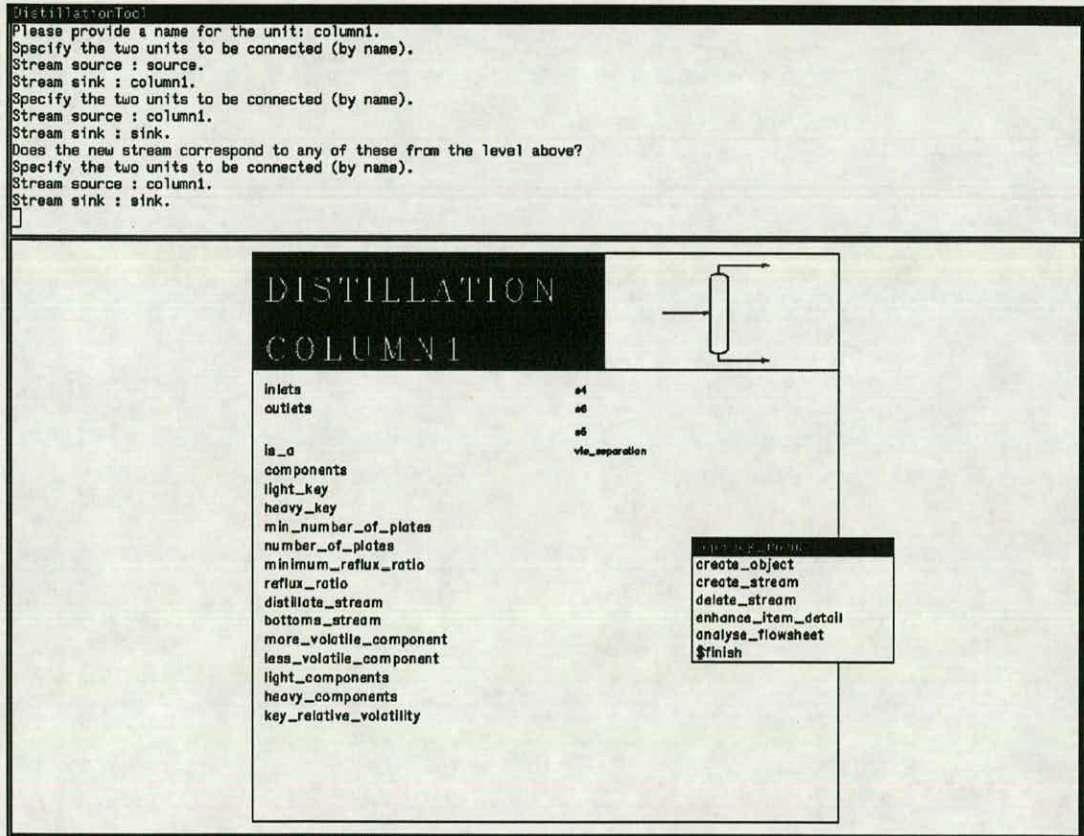 DistillationTool
Please provide a name for the unit: column1.
Specify the two units to be connected (by name).
Stream source : source.
Stream sink : column1.
Specify the two units to be connected (by name).
Stream source : column1.
Stream sink : sink.
Does the new stream correspond to any of these from the level above?
Specify the two units to be connected (by name).
Stream source : column1.
Stream sink : sink.
DISTILLATION
COLUMN1
inlets s4
outlets s6
s5
is_a vle_separation
components
light_key
heavy_key
min_number_of_plates
number_of_plates
minimum_reflux_ratio
reflux_ratio
distillate_stream
bottoms_stream
more_volatile_component
less_volatile_component
light_components
heavy_components
key_relative_volatility
create_object
create_stream
delete_stream
enhance_item_detail
analyse_flowsheet
finish